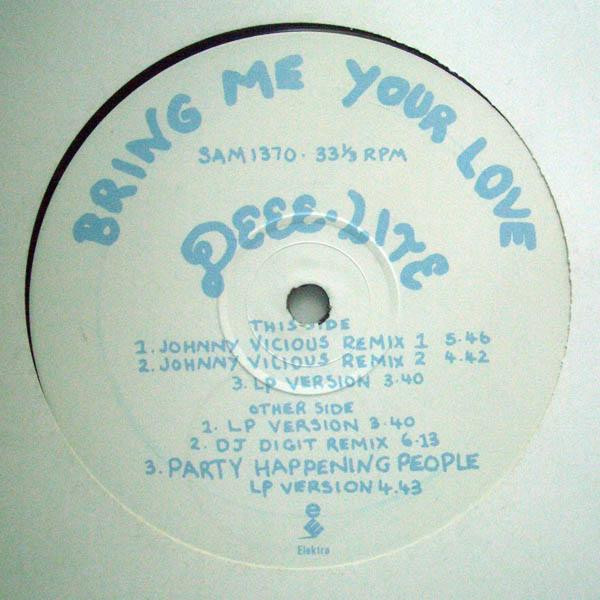 BRING ME YOUR LOVE
SAM1370 · 33⅓ RPM
DEEE·LITE
THIS SIDE
1. JOHNNY VICIOUS REMIX 1 5.46
2. JOHNNY VICIOUS REMIX 2 4.42
3. LP VERSION 3.40
OTHER SIDE
1. LP VERSION 3.40
2. DJ DIGIT REMIX 6.13
3. PARTY HAPPENING PEOPLE
LP VERSION 4.43
Elektra